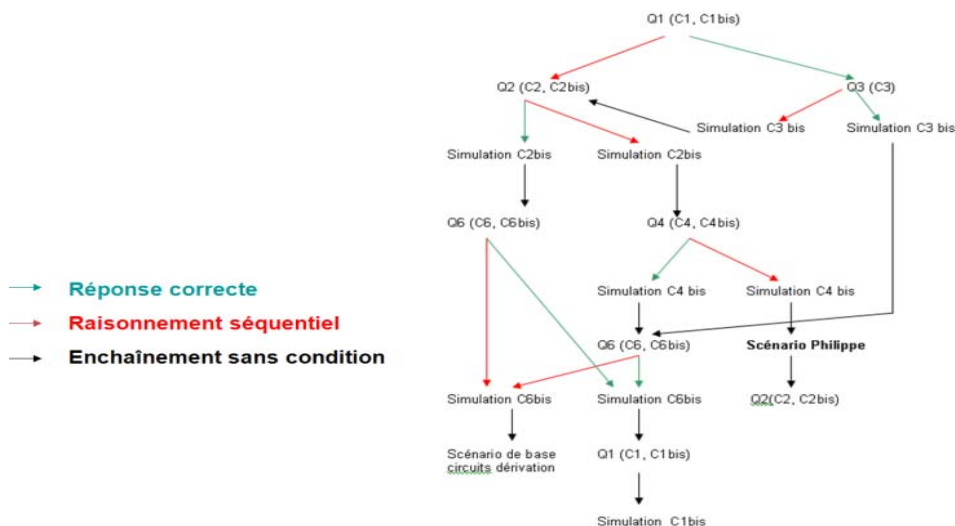 Q1 (C1, C1bis)
Q2 (C2, C2bis)
Q3 (C3)
Simulation C3 bis
Simulation C3 bis
Simulation C2bis
Simulation C2bis
Q6 (C6, C6bis)
Q4 (C4, C4bis)
Réponse correcte
Raisonnement séquentiel
Enchaînement sans condition
Simulation C4 bis
Simulation C4 bis
Q6 (C6, C6bis)
Scénario Philippe
Simulation C6bis
Simulation C6bis
Q2(C2, C2bis)
Scénario de base
circuits dérivation
Q1 (C1, C1bis)
Simulation C1bis